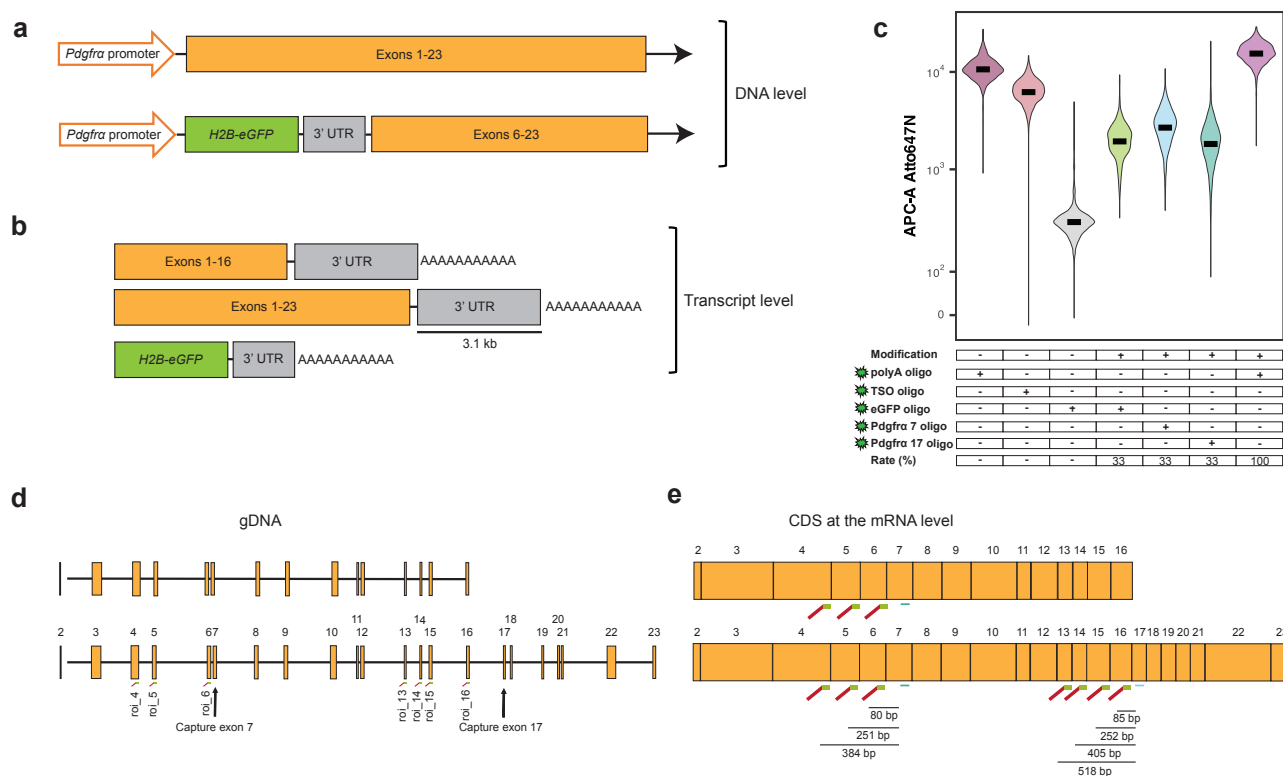 a
Pdgfrα promoter
Exons 1-23
DNA level
Pdgfrα promoter
H2B-eGFP
3' UTR
Exons 6-23
b
Exons 1-16
3' UTR
AAAAAAAAAAA
Exons 1-23
3' UTR
AAAAAAAAAAA
Transcript level
3.1 kb
H2B-eGFP
3' UTR
AAAAAAAAAAA
c
APC-A Atto647N
10⁴
10³
10²
0
Modification - - - + + + +
polyA oligo + - - - - - +
TSO oligo - + - - - - -
eGFP oligo - - + + - - -
Pdgfrα 7 oligo - - - - + - -
Pdgfrα 17 oligo - - - - - + -
Rate (%) - - - 33 33 33 100
d
gDNA
11 14 18 20
2 3 4 5 67 8 9 10 12 13 15 16 17 19 21 22 23
roi_4 roi_5 roi_6 roi_13 roi_14 roi_15 roi_16
Capture exon 7 Capture exon 17
e
CDS at the mRNA level
2 3 4 5 6 7 8 9 10 11 12 13 14 15 16
2 3 4 5 6 7 8 9 10 11 12 13 14 15 16 17 18 19 20 21 22 23
80 bp 85 bp
251 bp 252 bp
384 bp 405 bp
518 bp